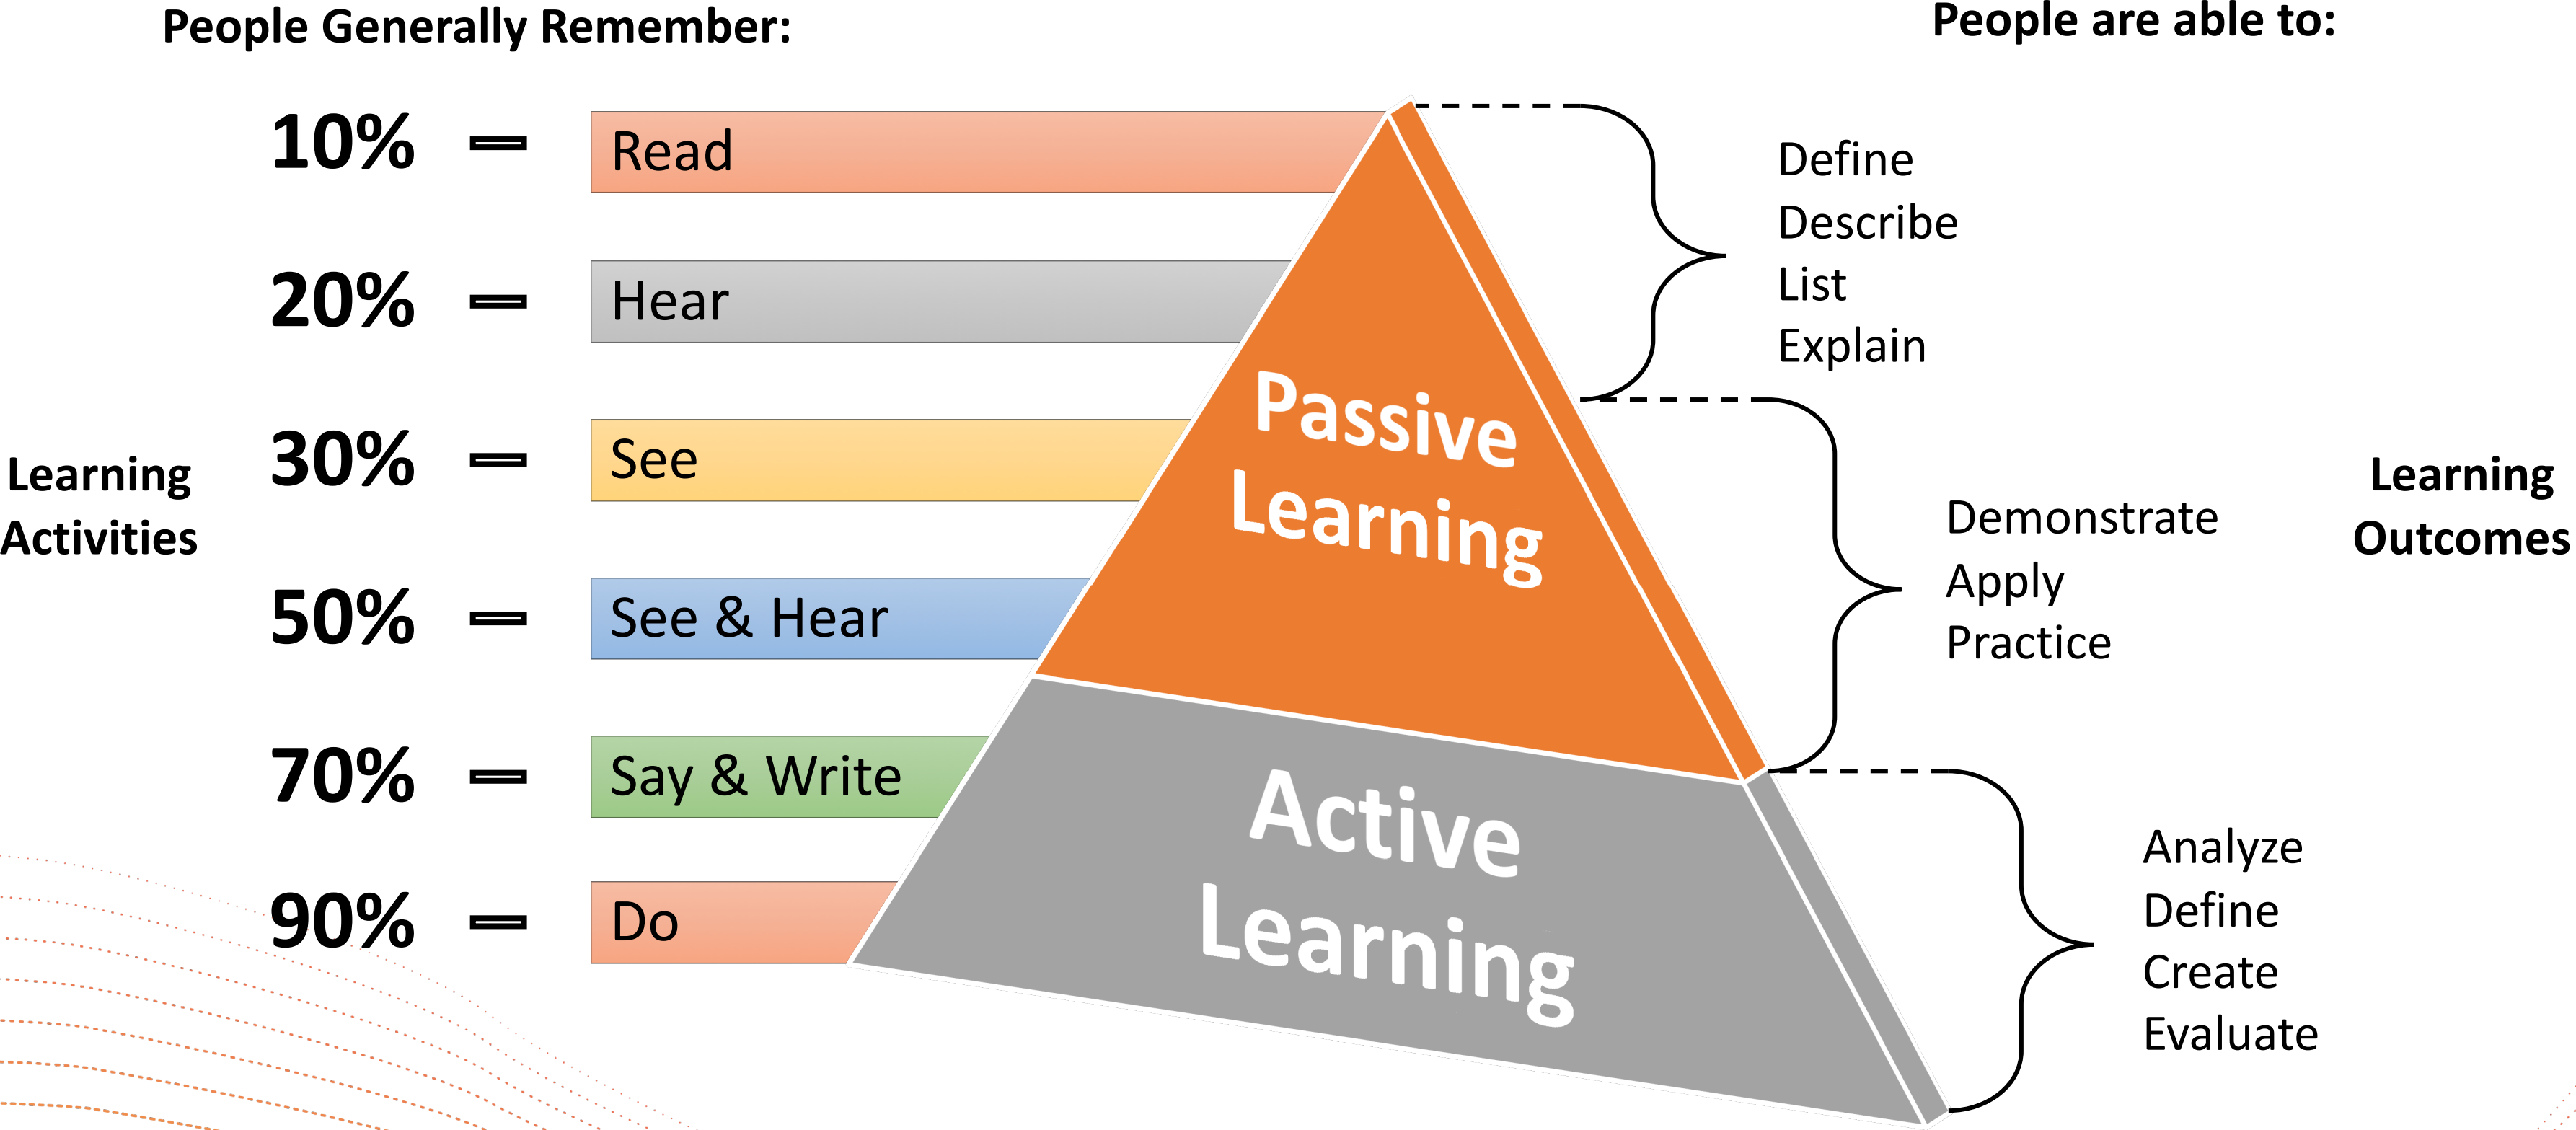 People Generally Remember:
People are able to:
10%
Read
20%
Hear
30%
See
50%
See & Hear
70%
Say & Write
90%
Do
Learning
Activities
Passive
Learning
Active
Learning
Define
Describe
List
Explain
Demonstrate
Apply
Practice
Analyze
Define
Create
Evaluate
Learning
Outcomes